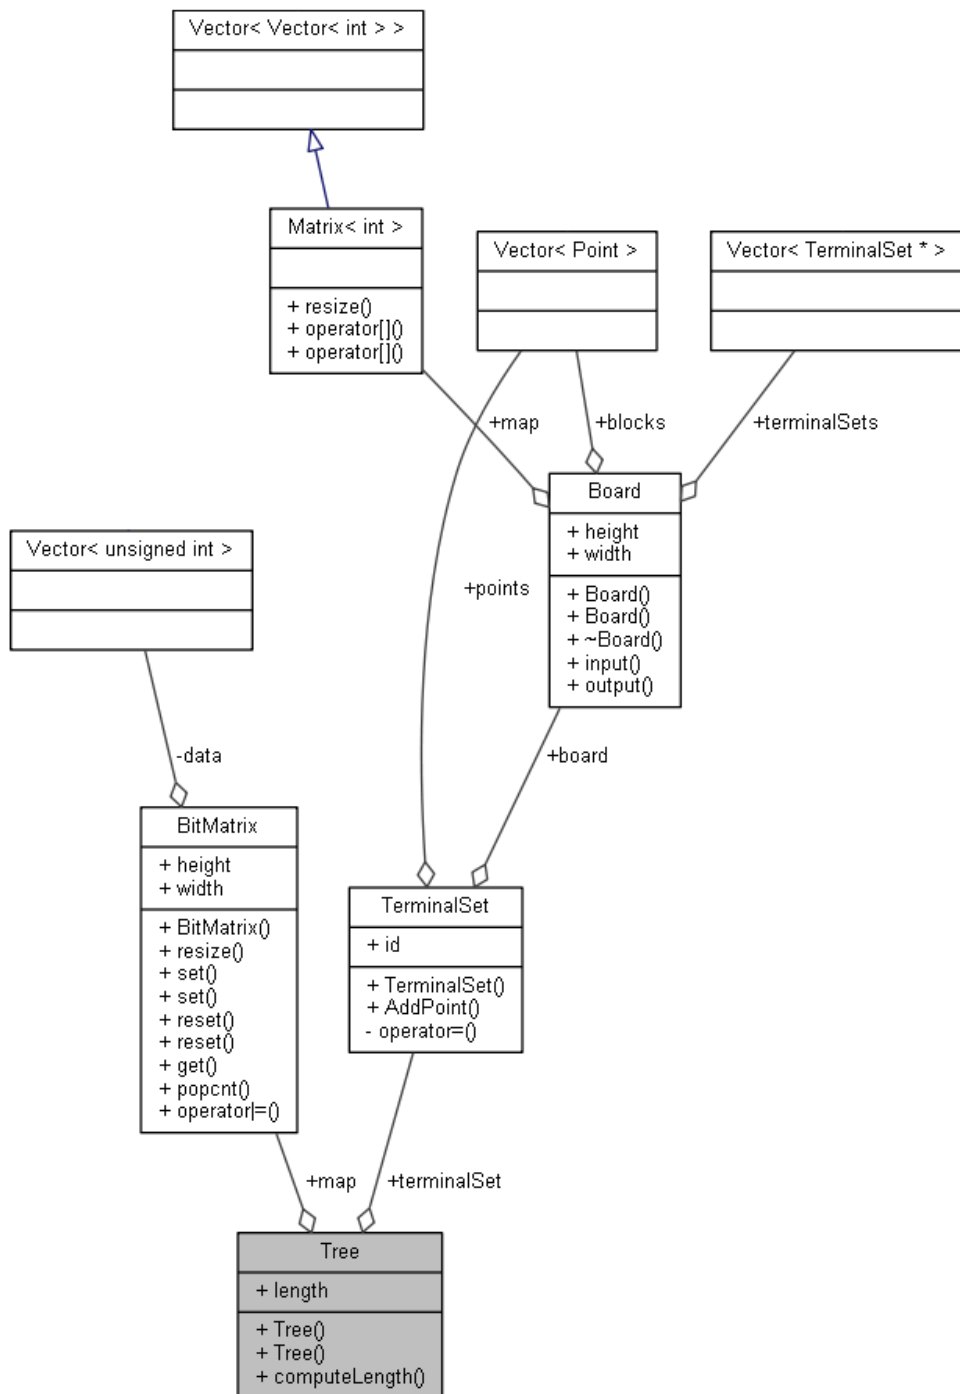 Vector< Vector< int > >
Matrix< int >
+ resize()
+ operator[]()
+ operator[]()
Vector< Point >
Vector< TerminalSet * >
+map
+blocks
+terminalSets
Board
+ height
+ width
+ Board()
+ Board()
+ ~Board()
+ input()
+ output()
Vector< unsigned int >
+points
-data
+board
BitMatrix
+ height
+ width
+ BitMatrix()
+ resize()
+ set()
+ set()
+ reset()
+ reset()
+ get()
+ popcnt()
+ operator|=()
TerminalSet
+ id
+ TerminalSet()
+ AddPoint()
- operator=()
+map
+terminalSet
Tree
+ length
+ Tree()
+ Tree()
+ computeLength()